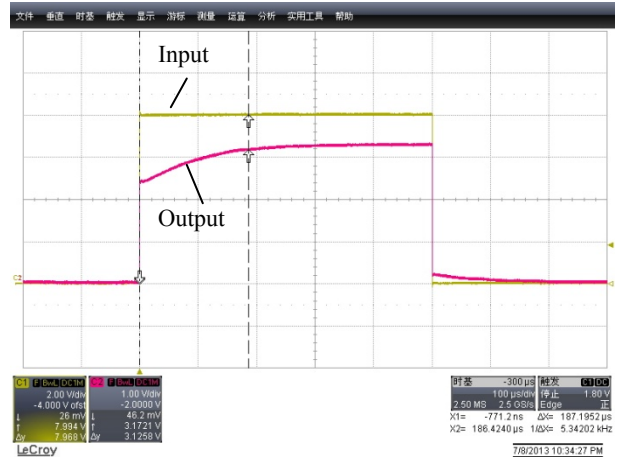 文件 垂直 时基 触发 显示 游标 测量 运算 分析 实用工具 帮助
Input
Output
C2
C1 F BwL DC1M
2.00 V/div
-4.000 V ofst
↓ 26 mV
↑ 7.994 V
Δy 7.968 V
C2 F BwL DC1M
1.00 V/div
-2.0000 V
46.2 mV
3.1721 V
3.1258 V
时基 -300 µs
100 µs/div
2.50 MS 2.5 GS/s
触发 C1 DC
停止 1.80 V
Edge 正
X1= -771.2 ns ΔX= 187.1952 µs
X2= 186.4240 µs 1/ΔX= 5.34202 kHz
LeCroy
7/8/2013 10:34:27 PM